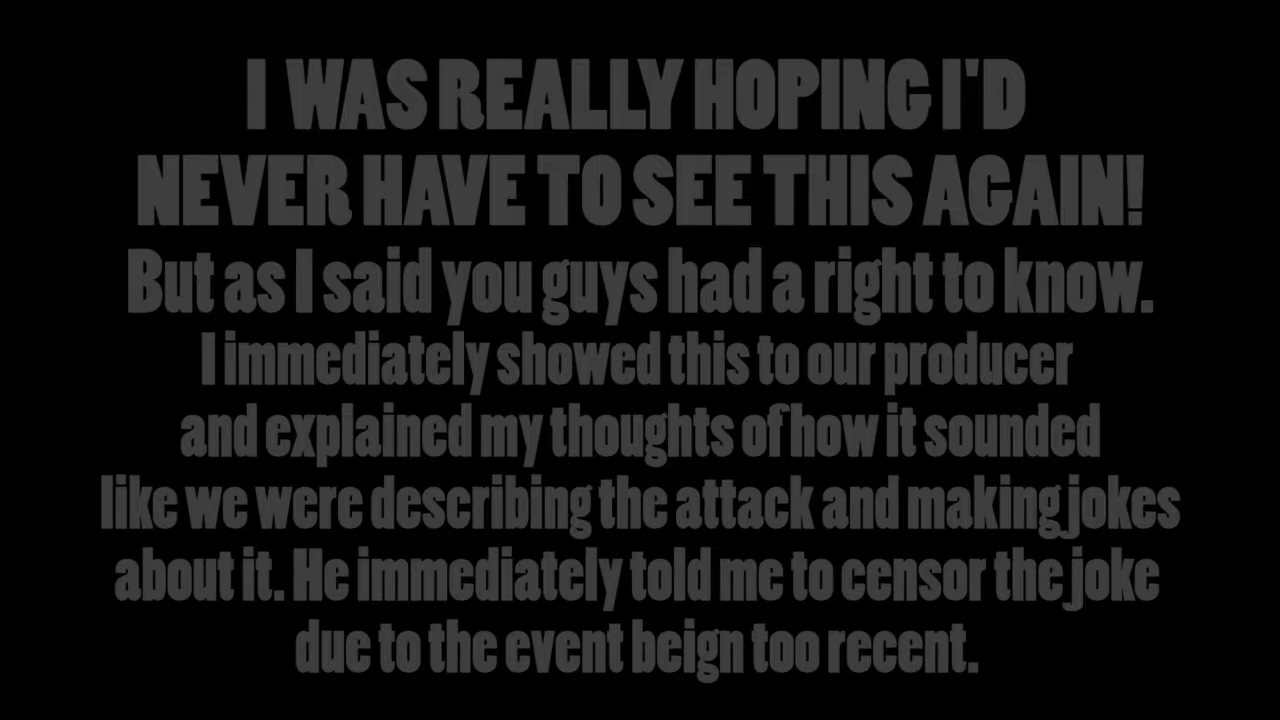 I WAS REALLY HOPING I'D
NEVER HAVE TO SEE THIS AGAIN!
But as I said you guys had a right to know.
I immediately showed this to our producer
and explained my thoughts of how it sounded
like we were describing the attack and making jokes
about it. He immediately told me to censor the joke
due to the event beign too recent.